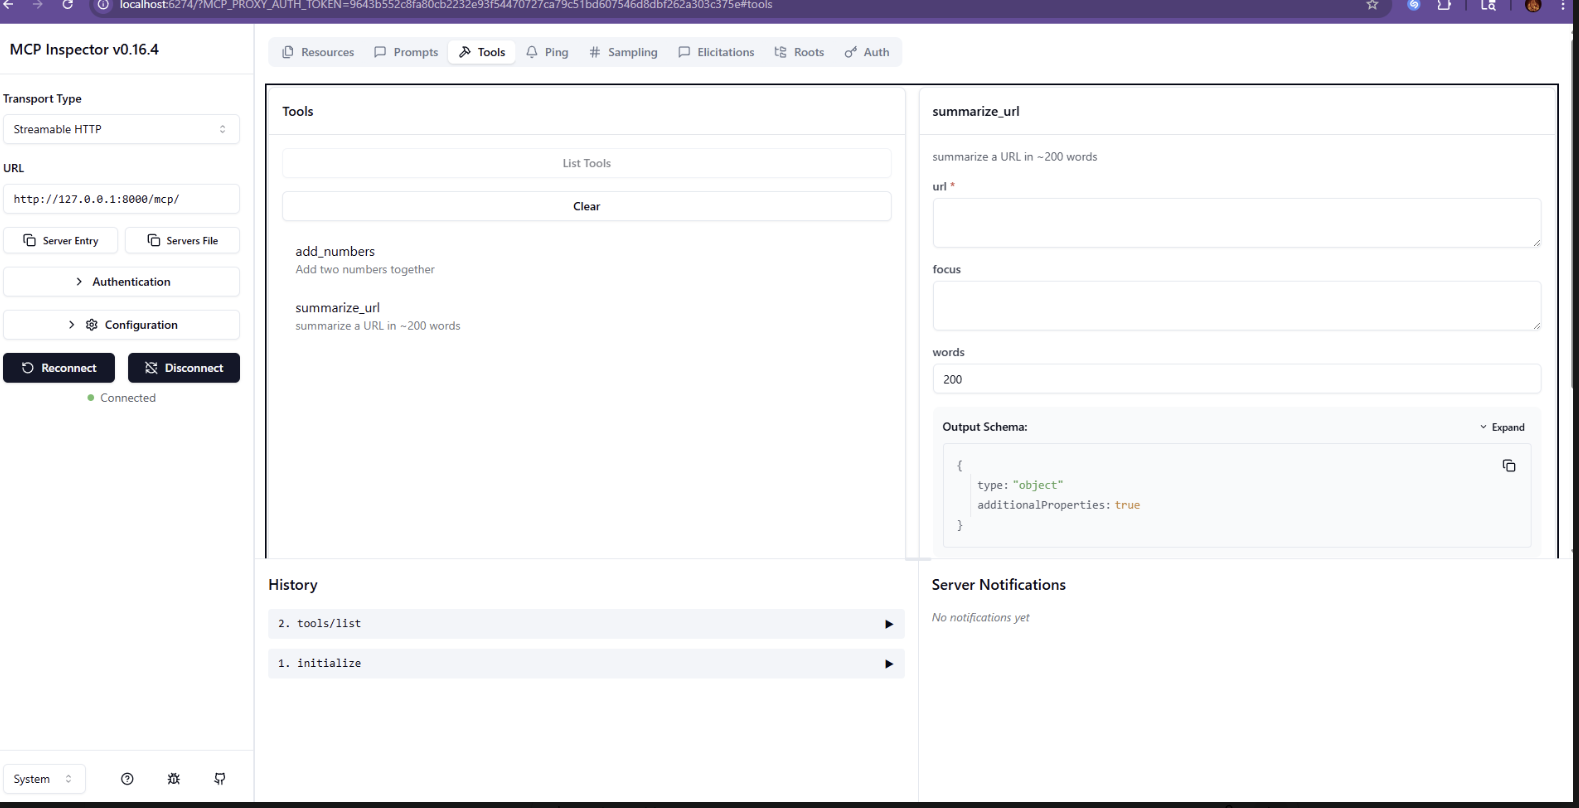 localhost:6274/?MCP_PROXY_AUTH_TOKEN=9643b552c8fa80cb2232e93f54470727ca79c51bd607546d8dbf262a303c375e#tools
MCP Inspector v0.16.4
Transport Type
Streamable HTTP
URL
http://127.0.0.1:8000/mcp/
Server Entry
Servers File
Authentication
Configuration
Reconnect
Disconnect
Connected
System
Resources
Prompts
Tools
Ping
Sampling
Elicitations
Roots
Auth
Tools
List Tools
Clear
add_numbers
Add two numbers together
summarize_url
summarize a URL in ~200 words
summarize_url
summarize a URL in ~200 words
url *
focus
words
200
Output Schema:
Expand
{
type: "object"
additionalProperties: true
}
History
2. tools/list
1. initialize
Server Notifications
No notifications yet